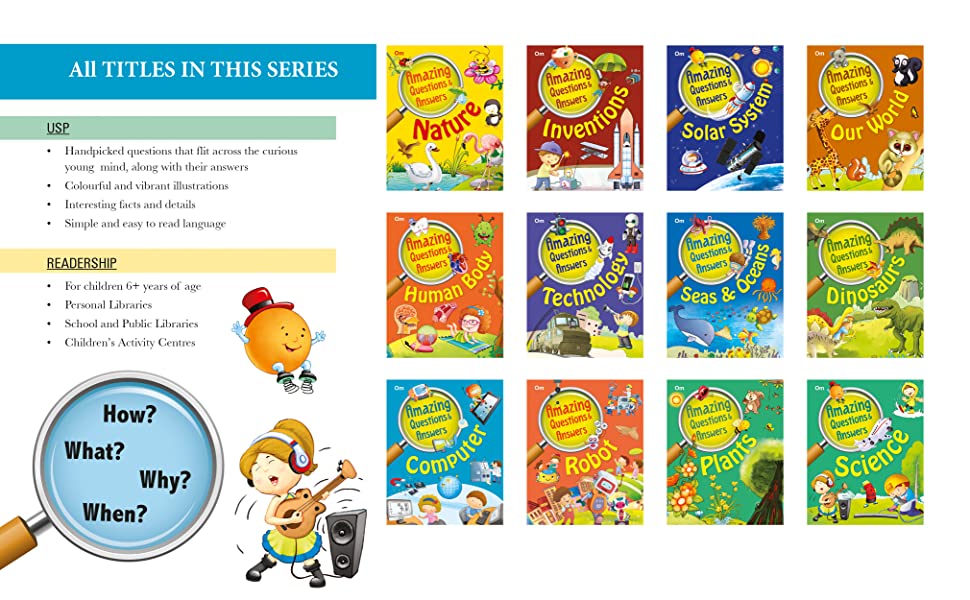 All TITLES IN THIS SERIES
USP
• Handpicked questions that flit across the curious
young mind, along with their answers
• Colourful and vibrant illustrations
• Interesting facts and details
• Simple and easy to read language
READERSHIP
• For children 6+ years of age
• Personal Libraries
• School and Public Libraries
• Children's Activity Centres
How?
What?
Why?
When?
Om
Amazing
Questions &
Answers
Nature
Om
Amazing
Questions &
Answers
Inventions
Om
Amazing
Questions &
Answers
Solar System
Om
Amazing
Questions &
Answers
Our World
Om
Amazing
Questions &
Answers
Human Body
Om
Amazing
Questions &
Answers
Technology
Om
Amazing
Questions &
Answers
Seas & Oceans
Om
Amazing
Questions &
Answers
Dinosaurs
Om
Amazing
Questions &
Answers
Computer
Om
Amazing
Questions &
Answers
Robot
Om
Amazing
Questions &
Answers
Plants
Om
Amazing
Questions &
Answers
Science